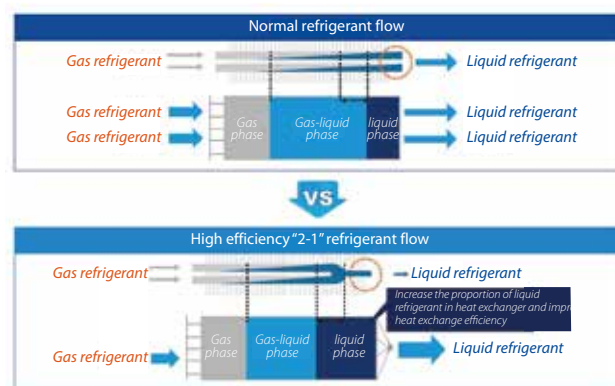 Normal refrigerant flow
Gas refrigerant
Liquid refrigerant
Gas refrigerant
Gas refrigerant
Gas
phase
Gas-liquid
phase
liquid
phase
Liquid refrigerant
Liquid refrigerant
VS
High efficiency "2-1" refrigerant flow
Gas refrigerant
Liquid refrigerant
Increase the proportion of liquid
refrigerant in heat exchanger and impr
heat exchange efficiency
Gas
phase
Gas-liquid
phase
liquid
phase
Gas refrigerant
Liquid refrigerant